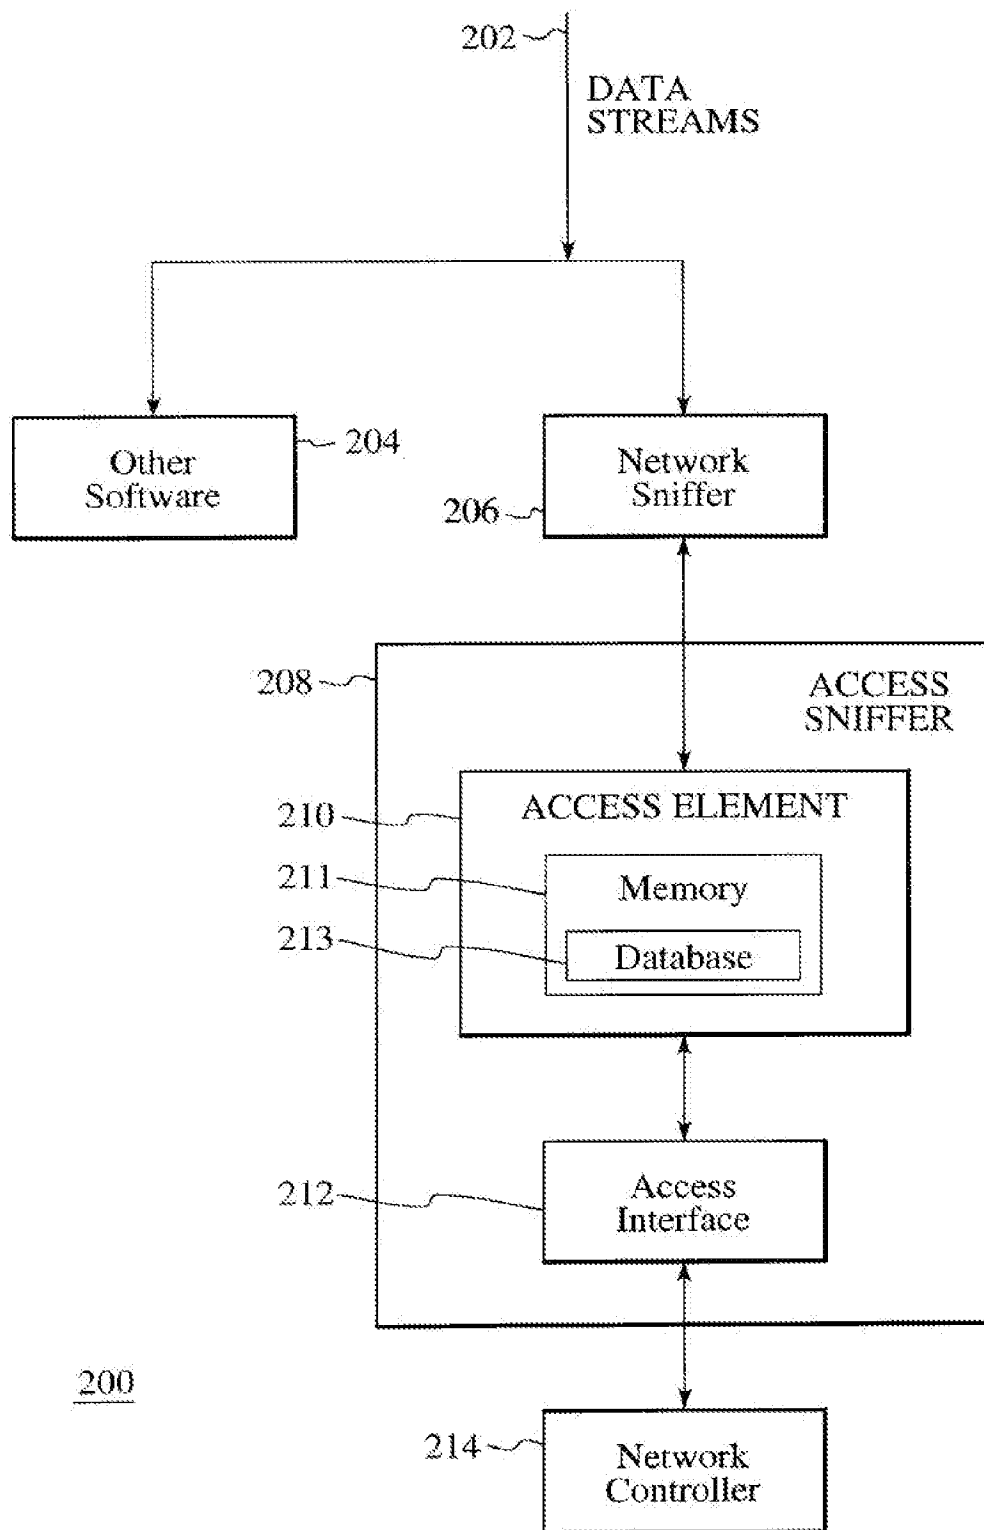 202
DATA
STREAMS
Other
Software
204
Network
Sniffer
206
208
ACCESS
SNIFFER
210
ACCESS ELEMENT
211
Memory
213
Database
212
Access
Interface
200
214
Network
Controller